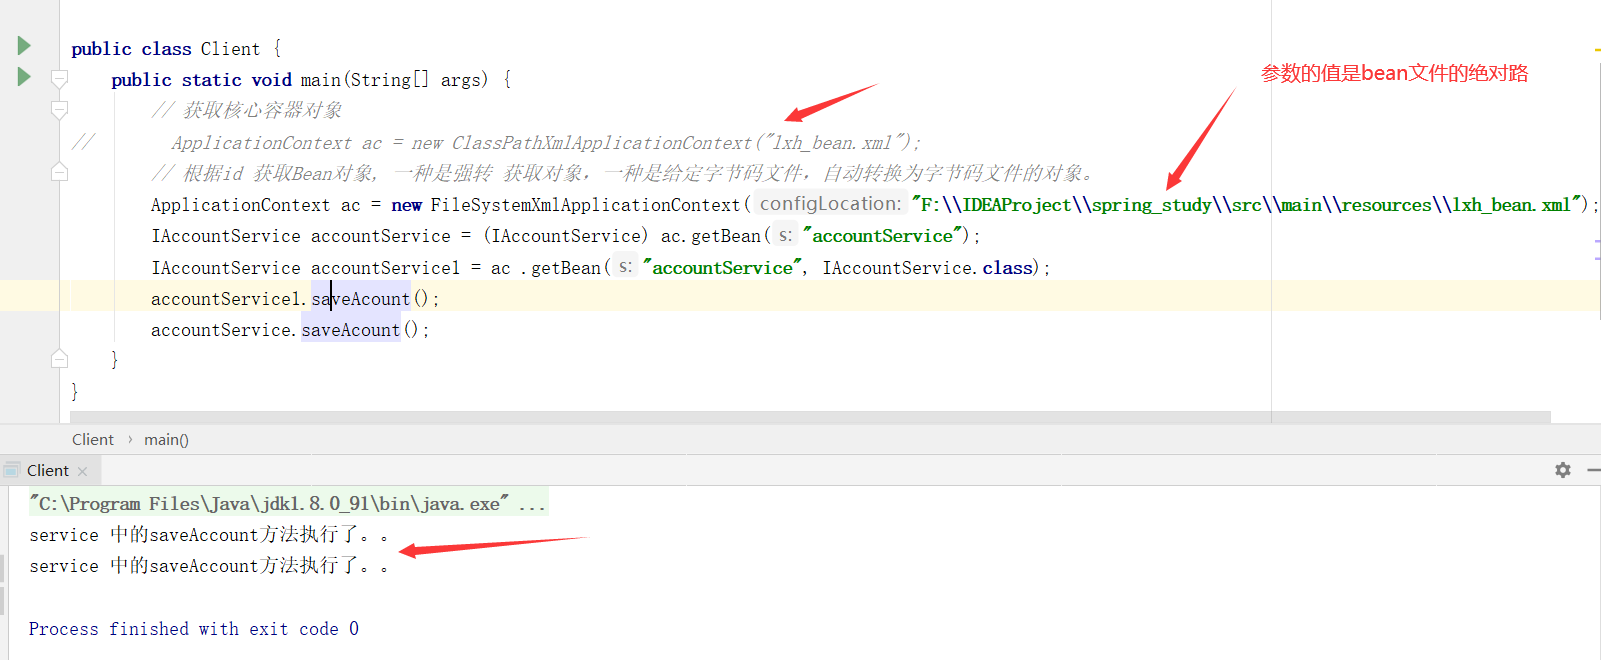 public class Client {
public static void main(String[] args) {
// 获取核心容器对象
参数的值是bean文件的绝对路
// ApplicationContext ac = new ClassPathXmlApplicationContext("lxh_bean.xml");
// 根据id 获取Bean对象, 一种是强转 获取对象，一种是给定字节码文件，自动转换为字节码文件的对象。
ApplicationContext ac = new FileSystemXmlApplicationContext( configLocation: "F:\\IDEAProject\\spring_study\\src\\main\\resources\\lxh_bean.xml");
IAccountService accountService = (IAccountService) ac.getBean( s: "accountService");
IAccountService accountService1 = ac .getBean( s: "accountService", IAccountService.class);
accountService1.saveAcount();
accountService.saveAcount();
}
}
Client › main()
Client ×
"C:\Program Files\Java\jdk1.8.0_91\bin\java.exe" ...
service 中的saveAccount方法执行了。。
service 中的saveAccount方法执行了。。
Process finished with exit code 0